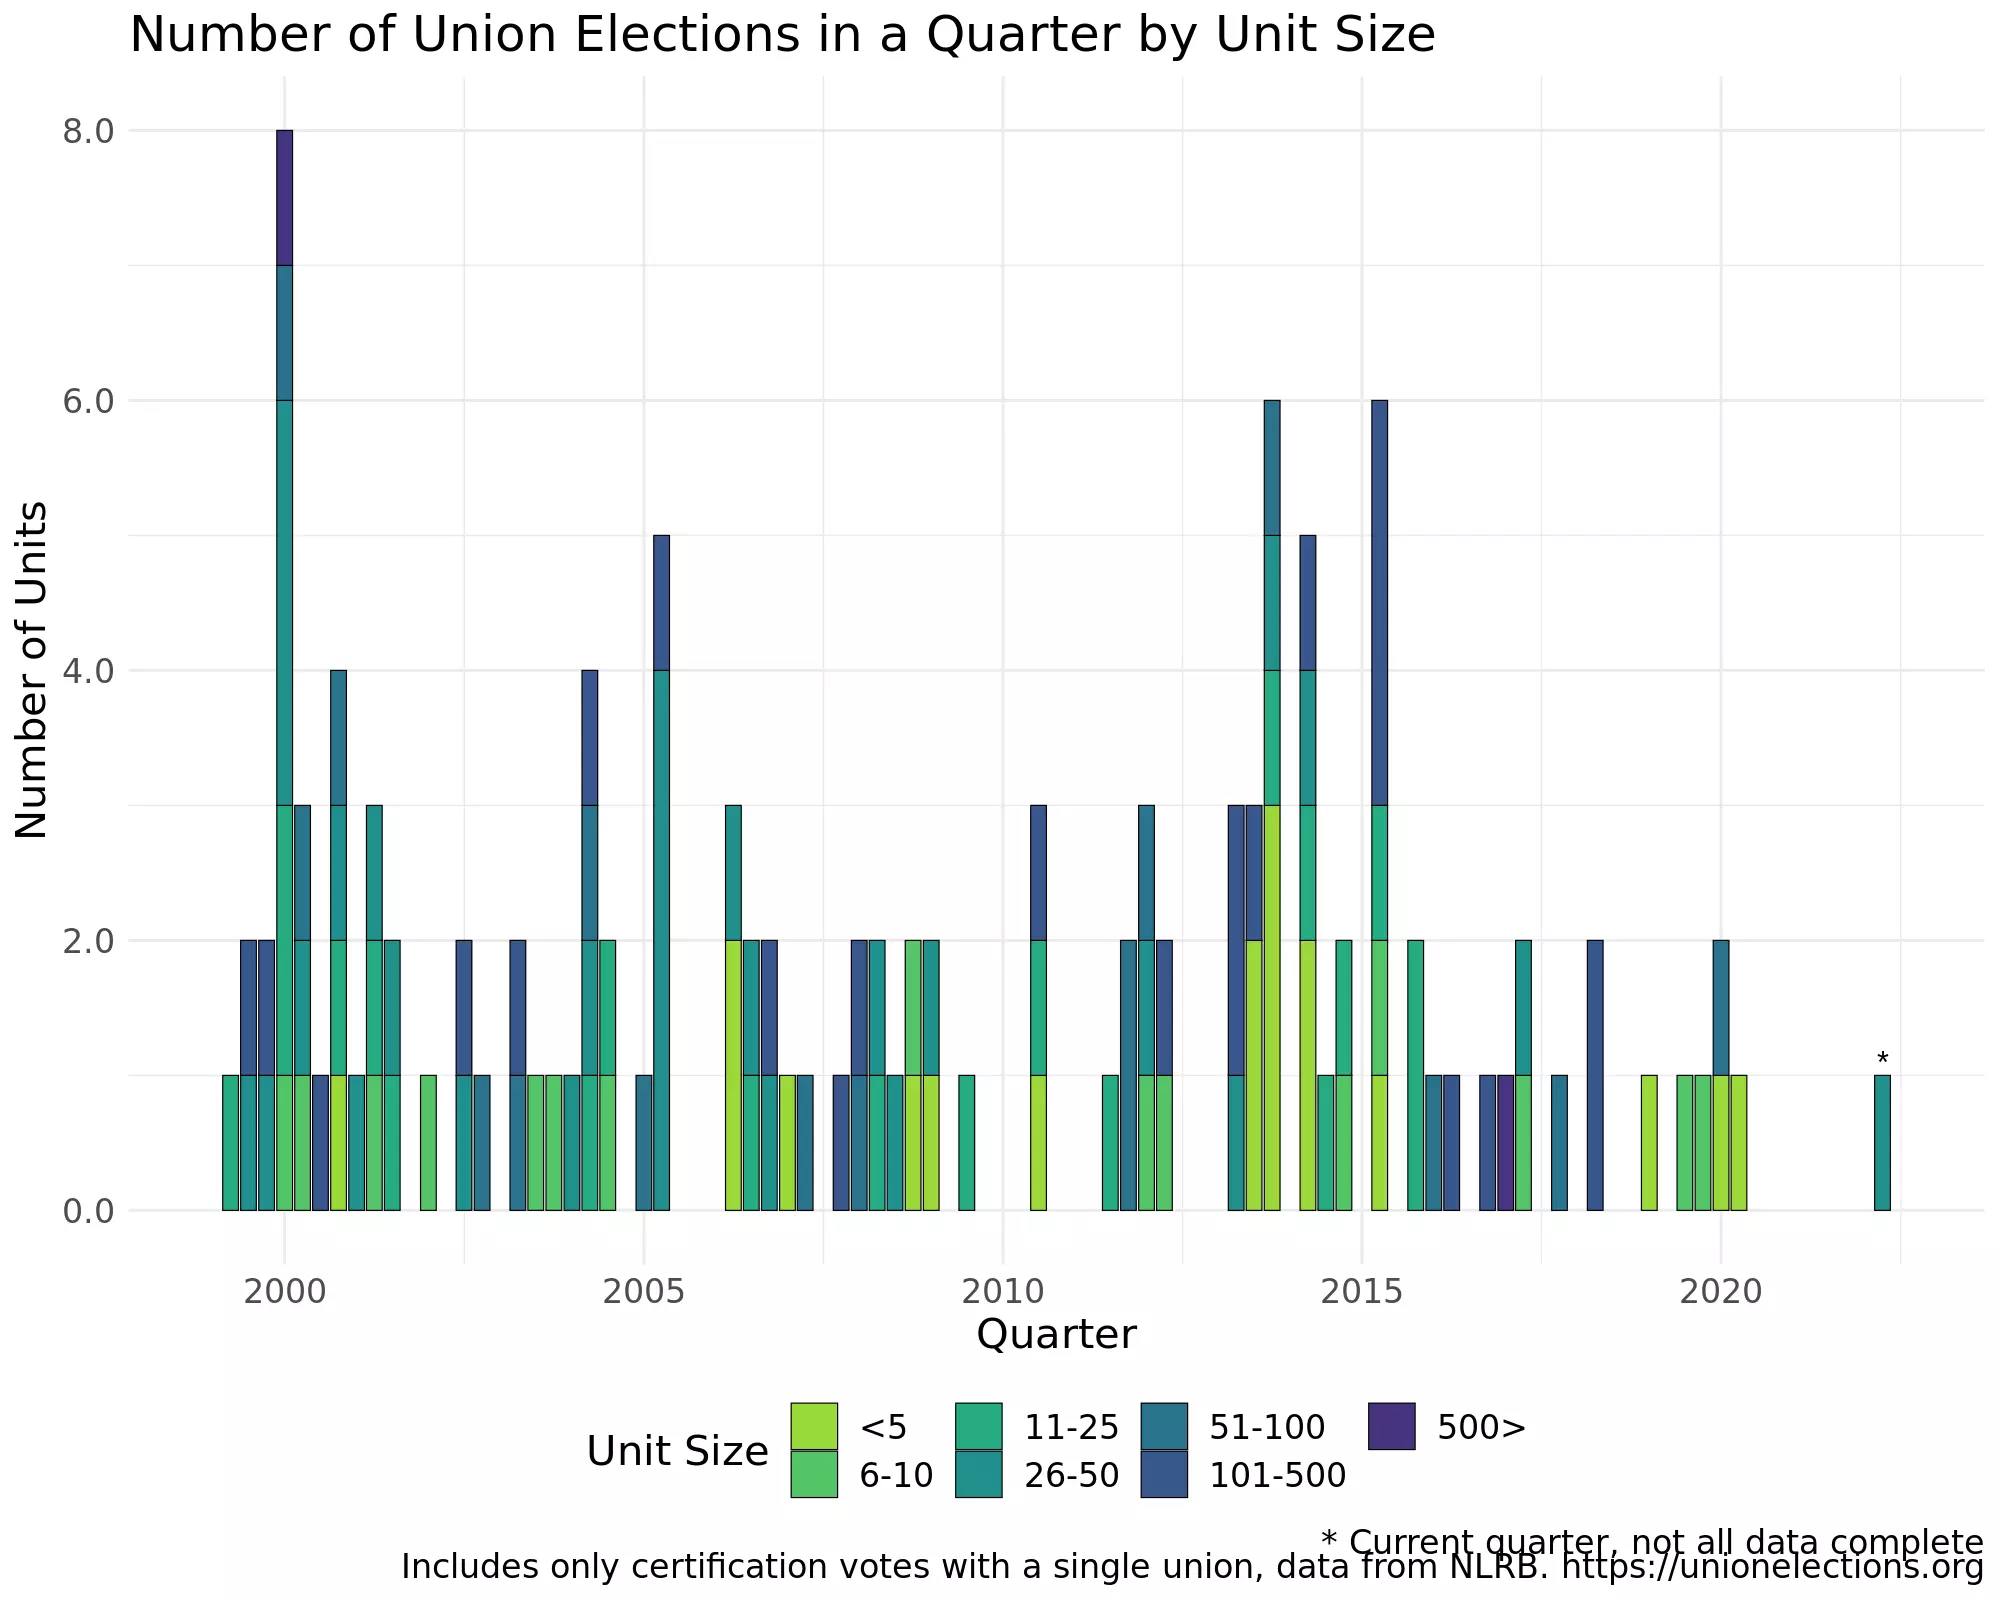 Number of Union Elections in a Quarter by Unit Size
Number of Units
8.0
6.0
4.0
2.0
0.0
*
2000 2005 2010 2015 2020
Quarter
Unit Size
<5 11-25 51-100 500>
6-10 26-50 101-500
* Current quarter, not all data complete
Includes only certification votes with a single union, data from NLRB. https://unionelections.org